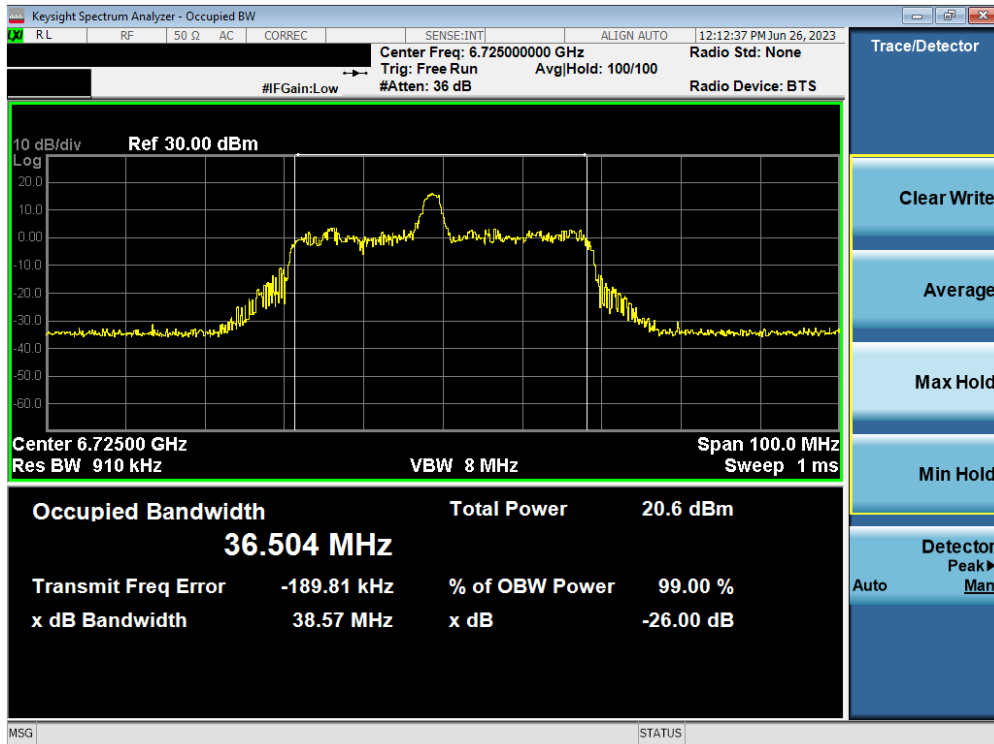 Keysight Spectrum Analyzer - Occupied BW
LXI RL RF 50 Ω AC CORREC SENSE:INT ALIGN AUTO 12:12:37 PM Jun 26, 2023
Center Freq: 6.725000000 GHz Radio Std: None
Trig: Free Run Avg|Hold: 100/100
#IFGain:Low #Atten: 36 dB Radio Device: BTS
Trace/Detector
10 dB/div Ref 30.00 dBm
Log
20.0
10.0
0.00
-10.0
-20.0
-30.0
-40.0
-50.0
-60.0
Center 6.72500 GHz Span 100.0 MHz
Res BW 910 kHz VBW 8 MHz Sweep 1 ms
Occupied Bandwidth Total Power 20.6 dBm
36.504 MHz
Transmit Freq Error -189.81 kHz % of OBW Power 99.00 %
x dB Bandwidth 38.57 MHz x dB -26.00 dB
Clear Write
Average
Max Hold
Min Hold
Detector
Peak
Auto Man
MSG STATUS